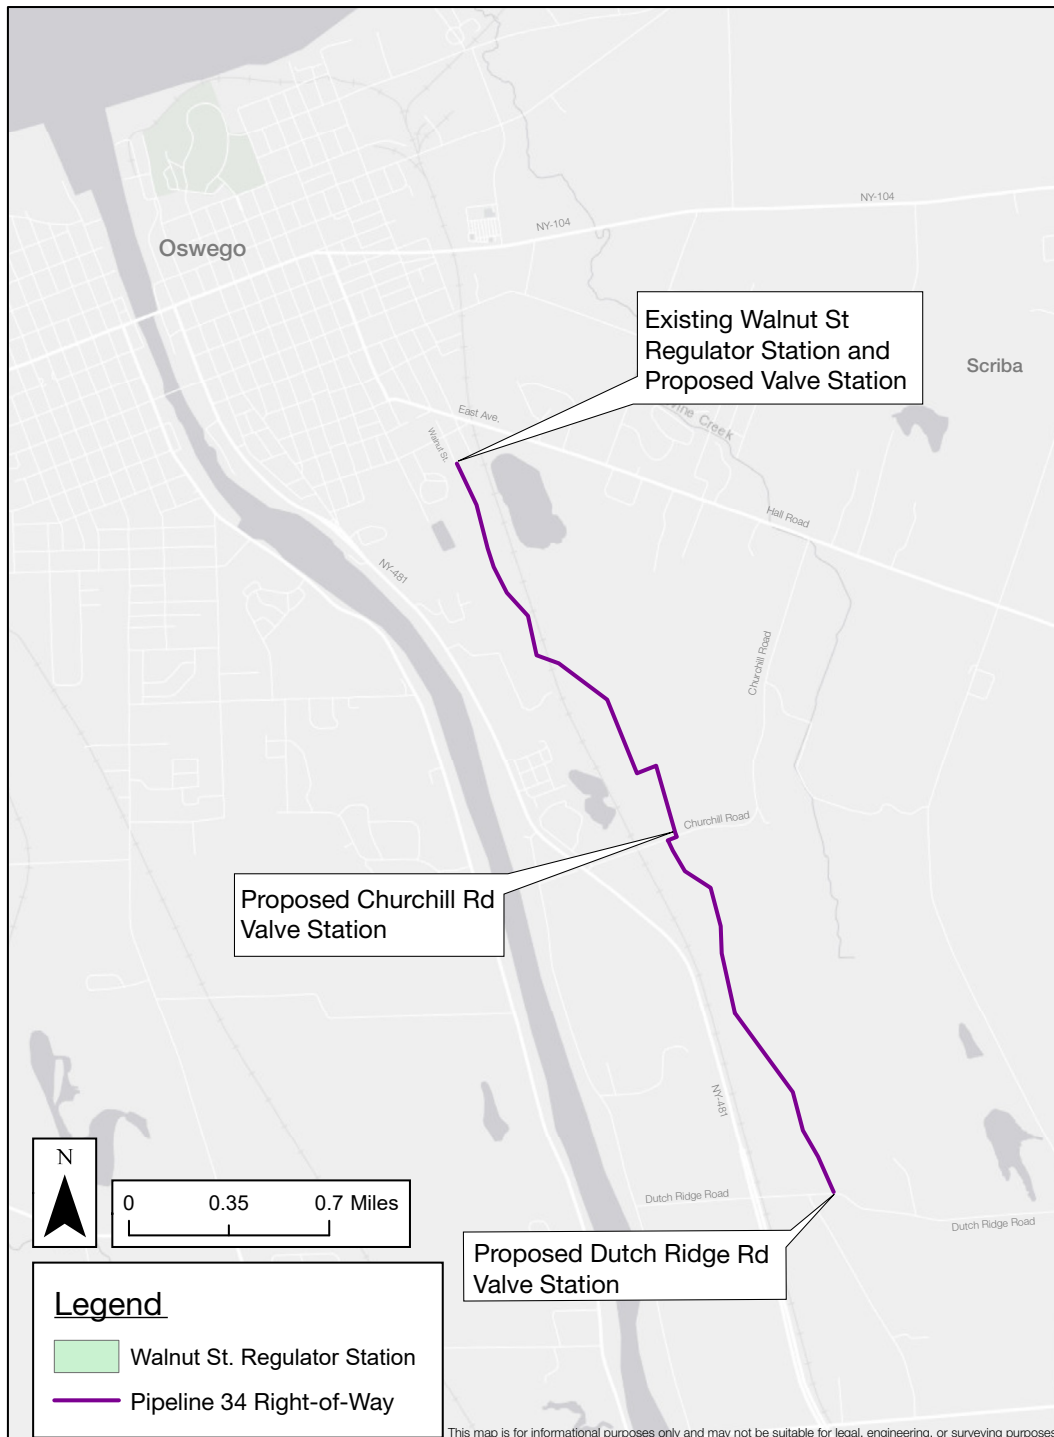 NY-104
NY-104
Oswego
Existing Walnut St
Regulator Station and
Proposed Valve Station
Scriba
East Ave.
Walnut St.
Creek
Hall Road
NY-481
Churchill Road
Churchill Road
Proposed Churchill Rd
Valve Station
NY-481
N
0 0.35 0.7 Miles
Dutch Ridge Road
Dutch Ridge Road
Proposed Dutch Ridge Rd
Valve Station
Legend
Walnut St. Regulator Station
Pipeline 34 Right-of-Way
This map is for informational purposes only and may not be suitable for legal, engineering, or surveying purposes